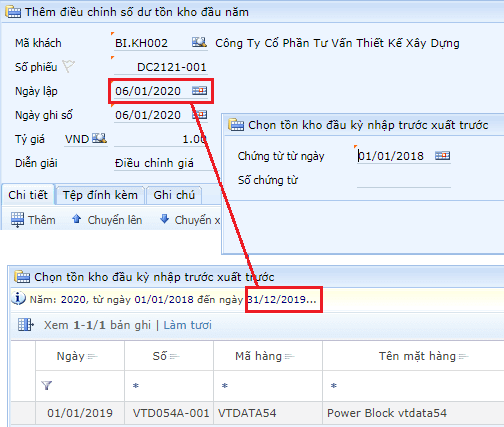 Thêm điều chỉnh số dư tồn kho đầu năm
Mã khách BI.KH002 Công Ty Cổ Phần Tư Vấn Thiết Kế Xây Dựng
Số phiếu DC2121-001
Ngày lập 06/01/2020
Ngày ghi sổ 06/01/2020
Tỷ giá VND 1.00
Diễn giải Điều chỉnh giá
Chi tiết Tệp đính kèm Ghi chú
Thêm Chuyển lên Chuyển x
Chọn tồn kho đầu kỳ nhập trước xuất trước
Chứng từ từ ngày 01/01/2018
Số chứng từ
Chọn tồn kho đầu kỳ nhập trước xuất trước
Năm: 2020, từ ngày 01/01/2018 đến ngày 31/12/2019...
Xem 1-1/1 bản ghi | Làm tươi
Ngày Số Mã hàng Tên mặt hàng
* * *
01/01/2019 VTD054A-001 VTDATA54 Power Block vtdata54